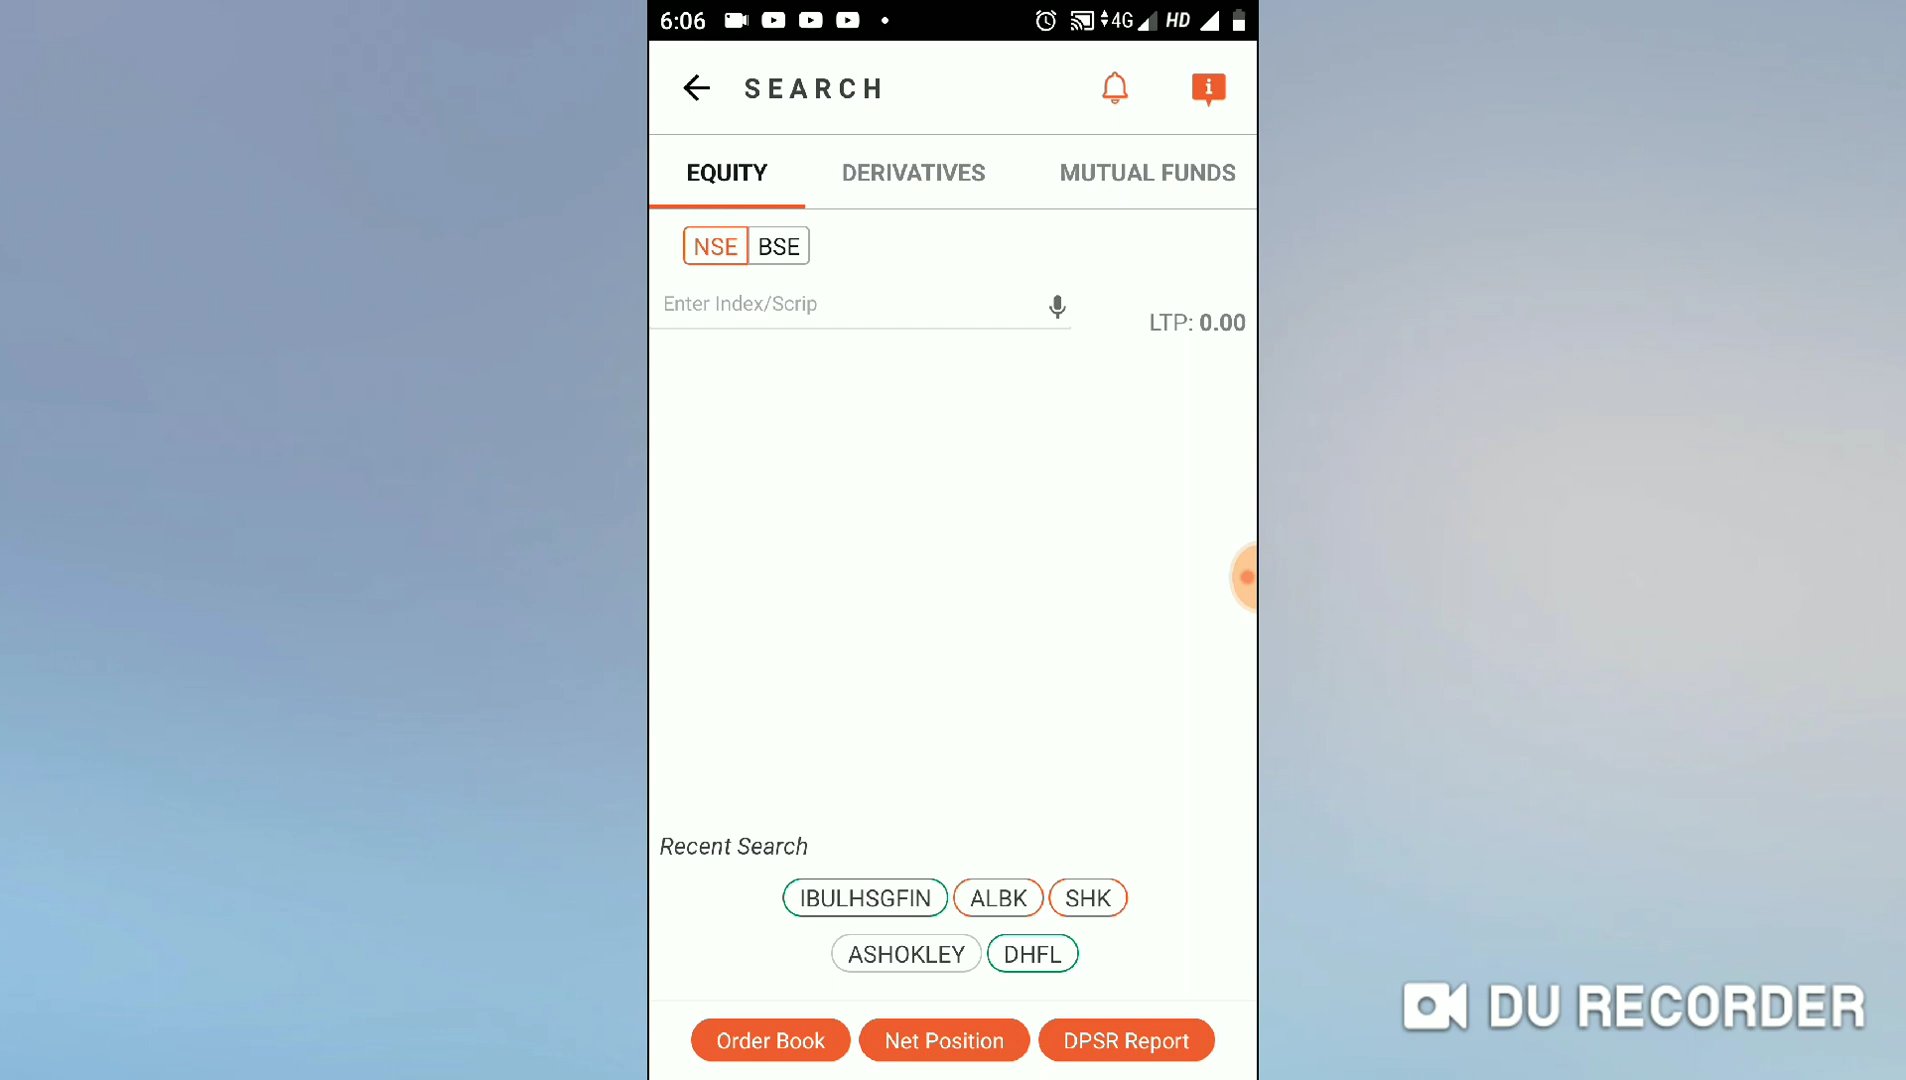 6:06 4G HD
SEARCH
EQUITY DERIVATIVES MUTUAL FUNDS
NSE BSE
Enter Index/Scrip
LTP: 0.00
Recent Search
IBULHSGFIN ALBK SHK
ASHOKLEY DHFL
Order Book Net Position DPSR Report
DU RECORDER